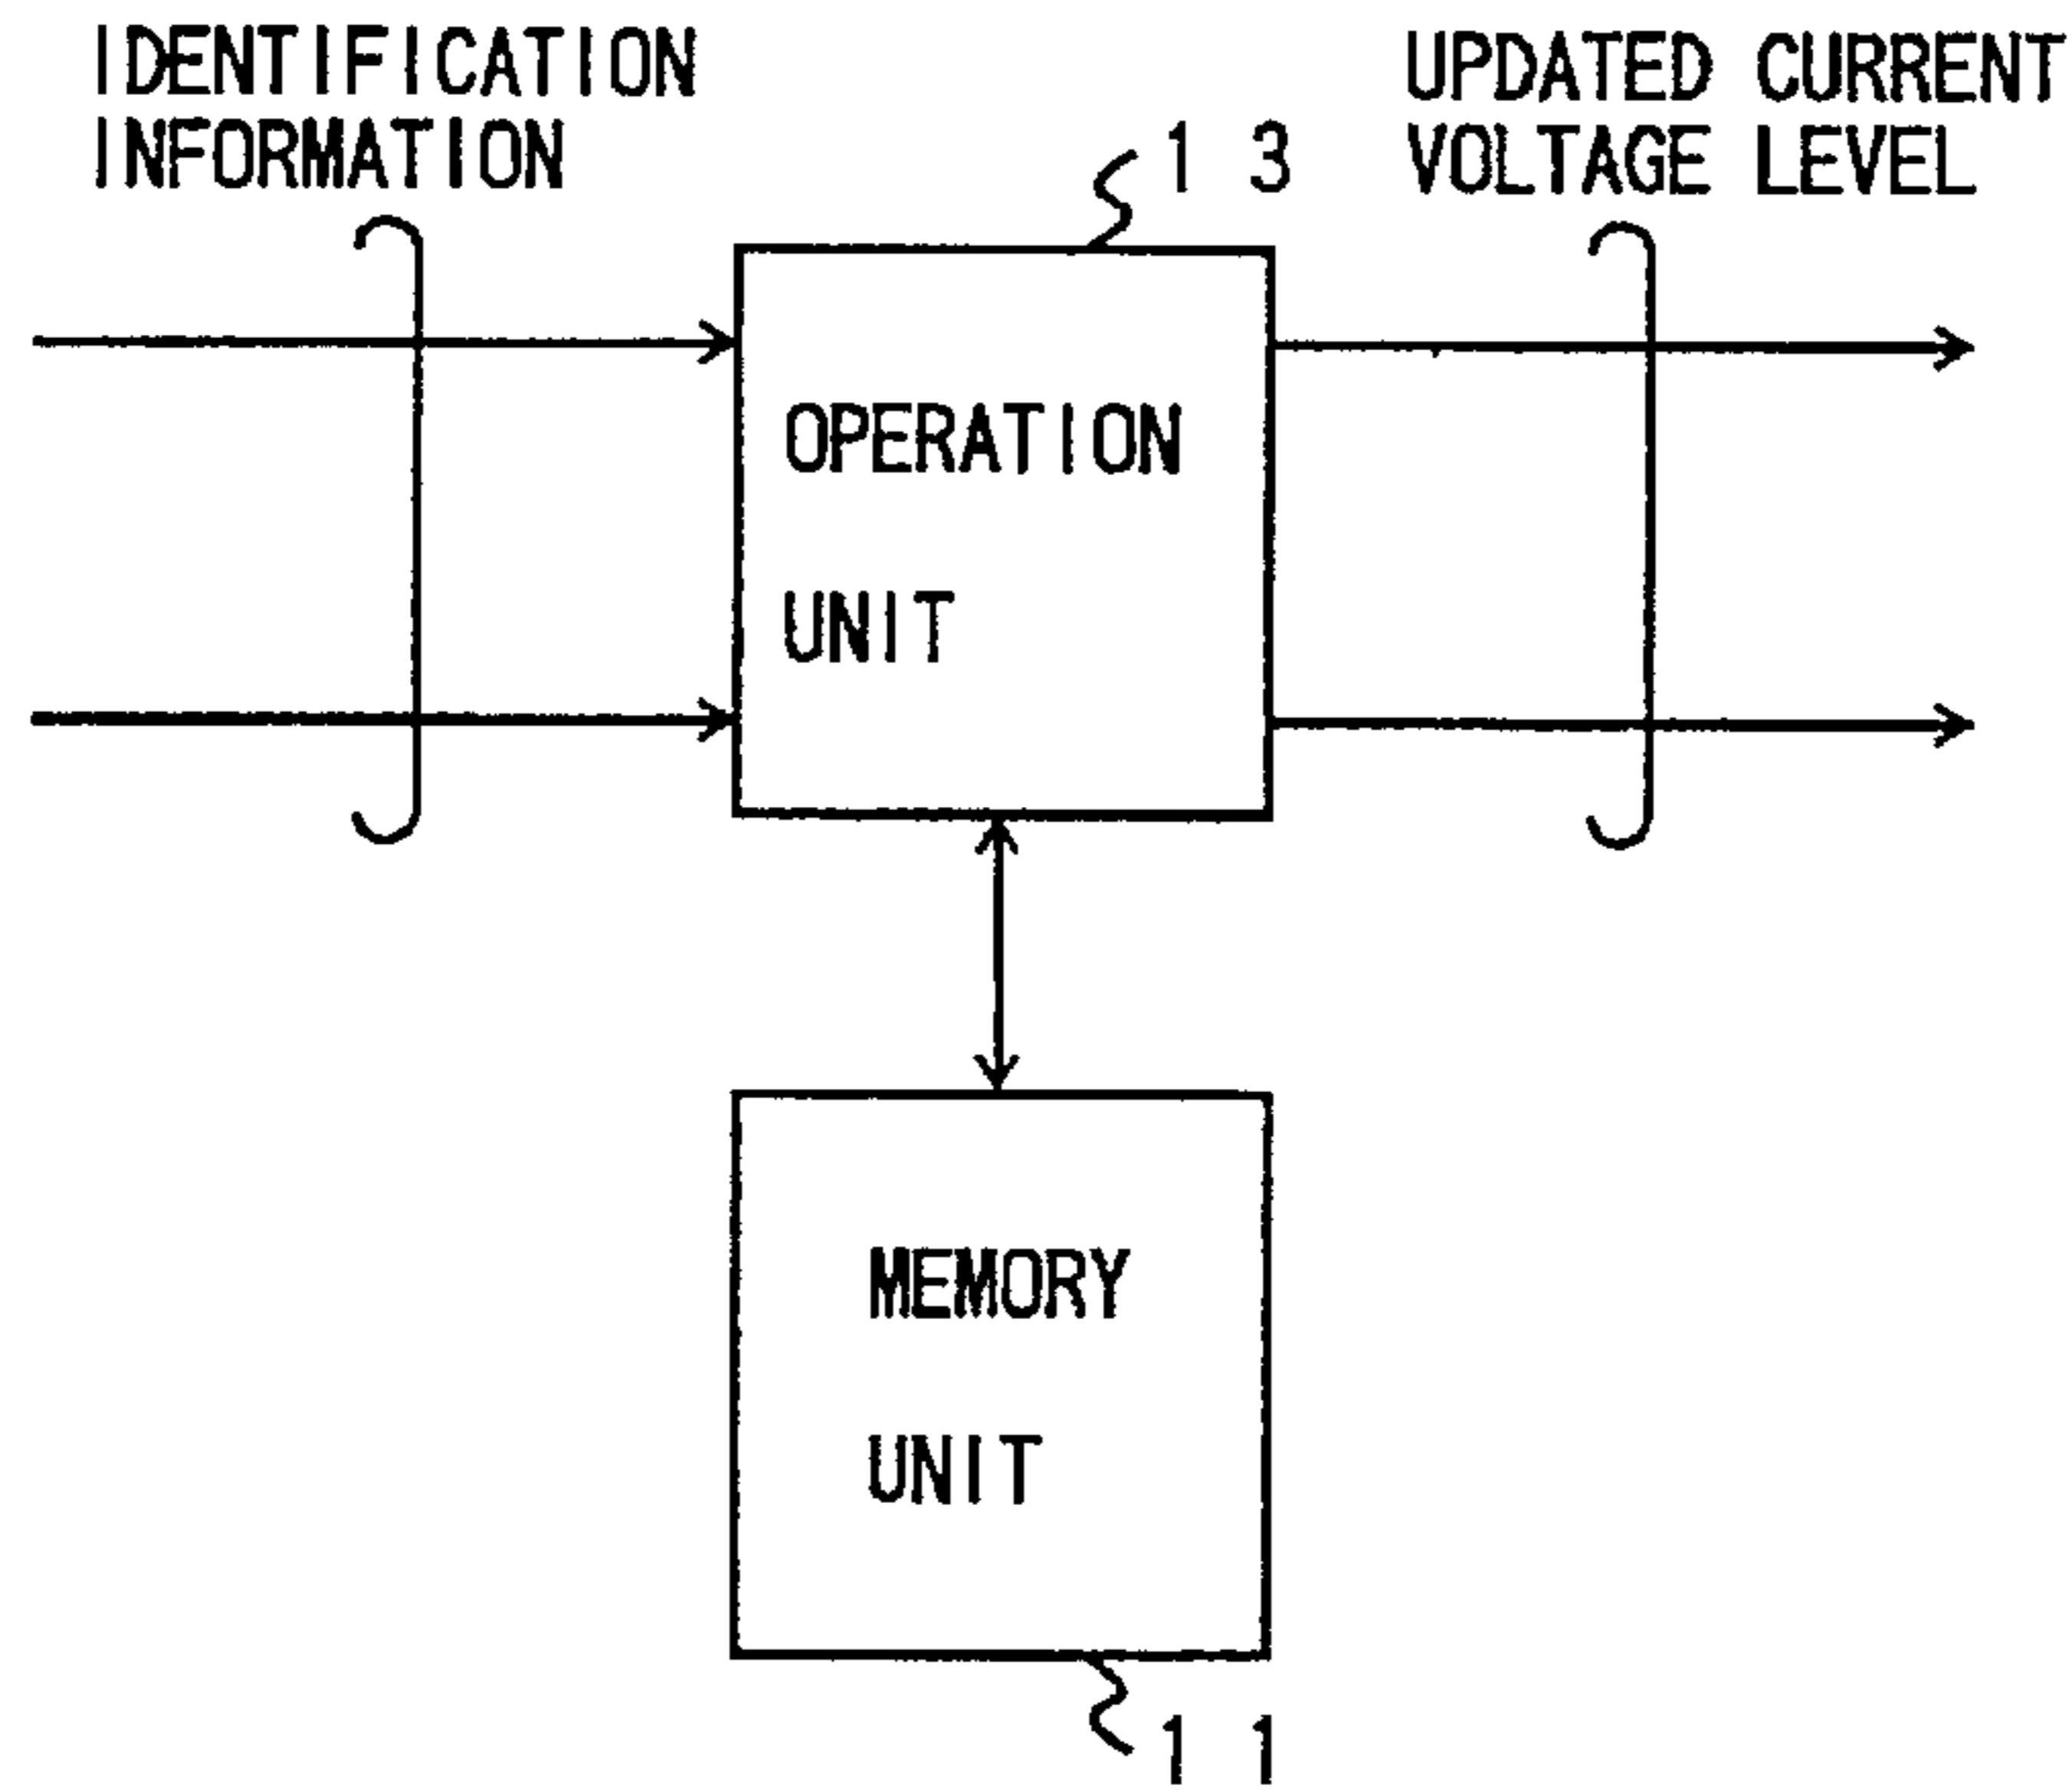 IDENTIFICATION
INFORMATION
13
UPDATED CURRENT
VOLTAGE LEVEL
OPERATION
UNIT
MEMORY
UNIT
11